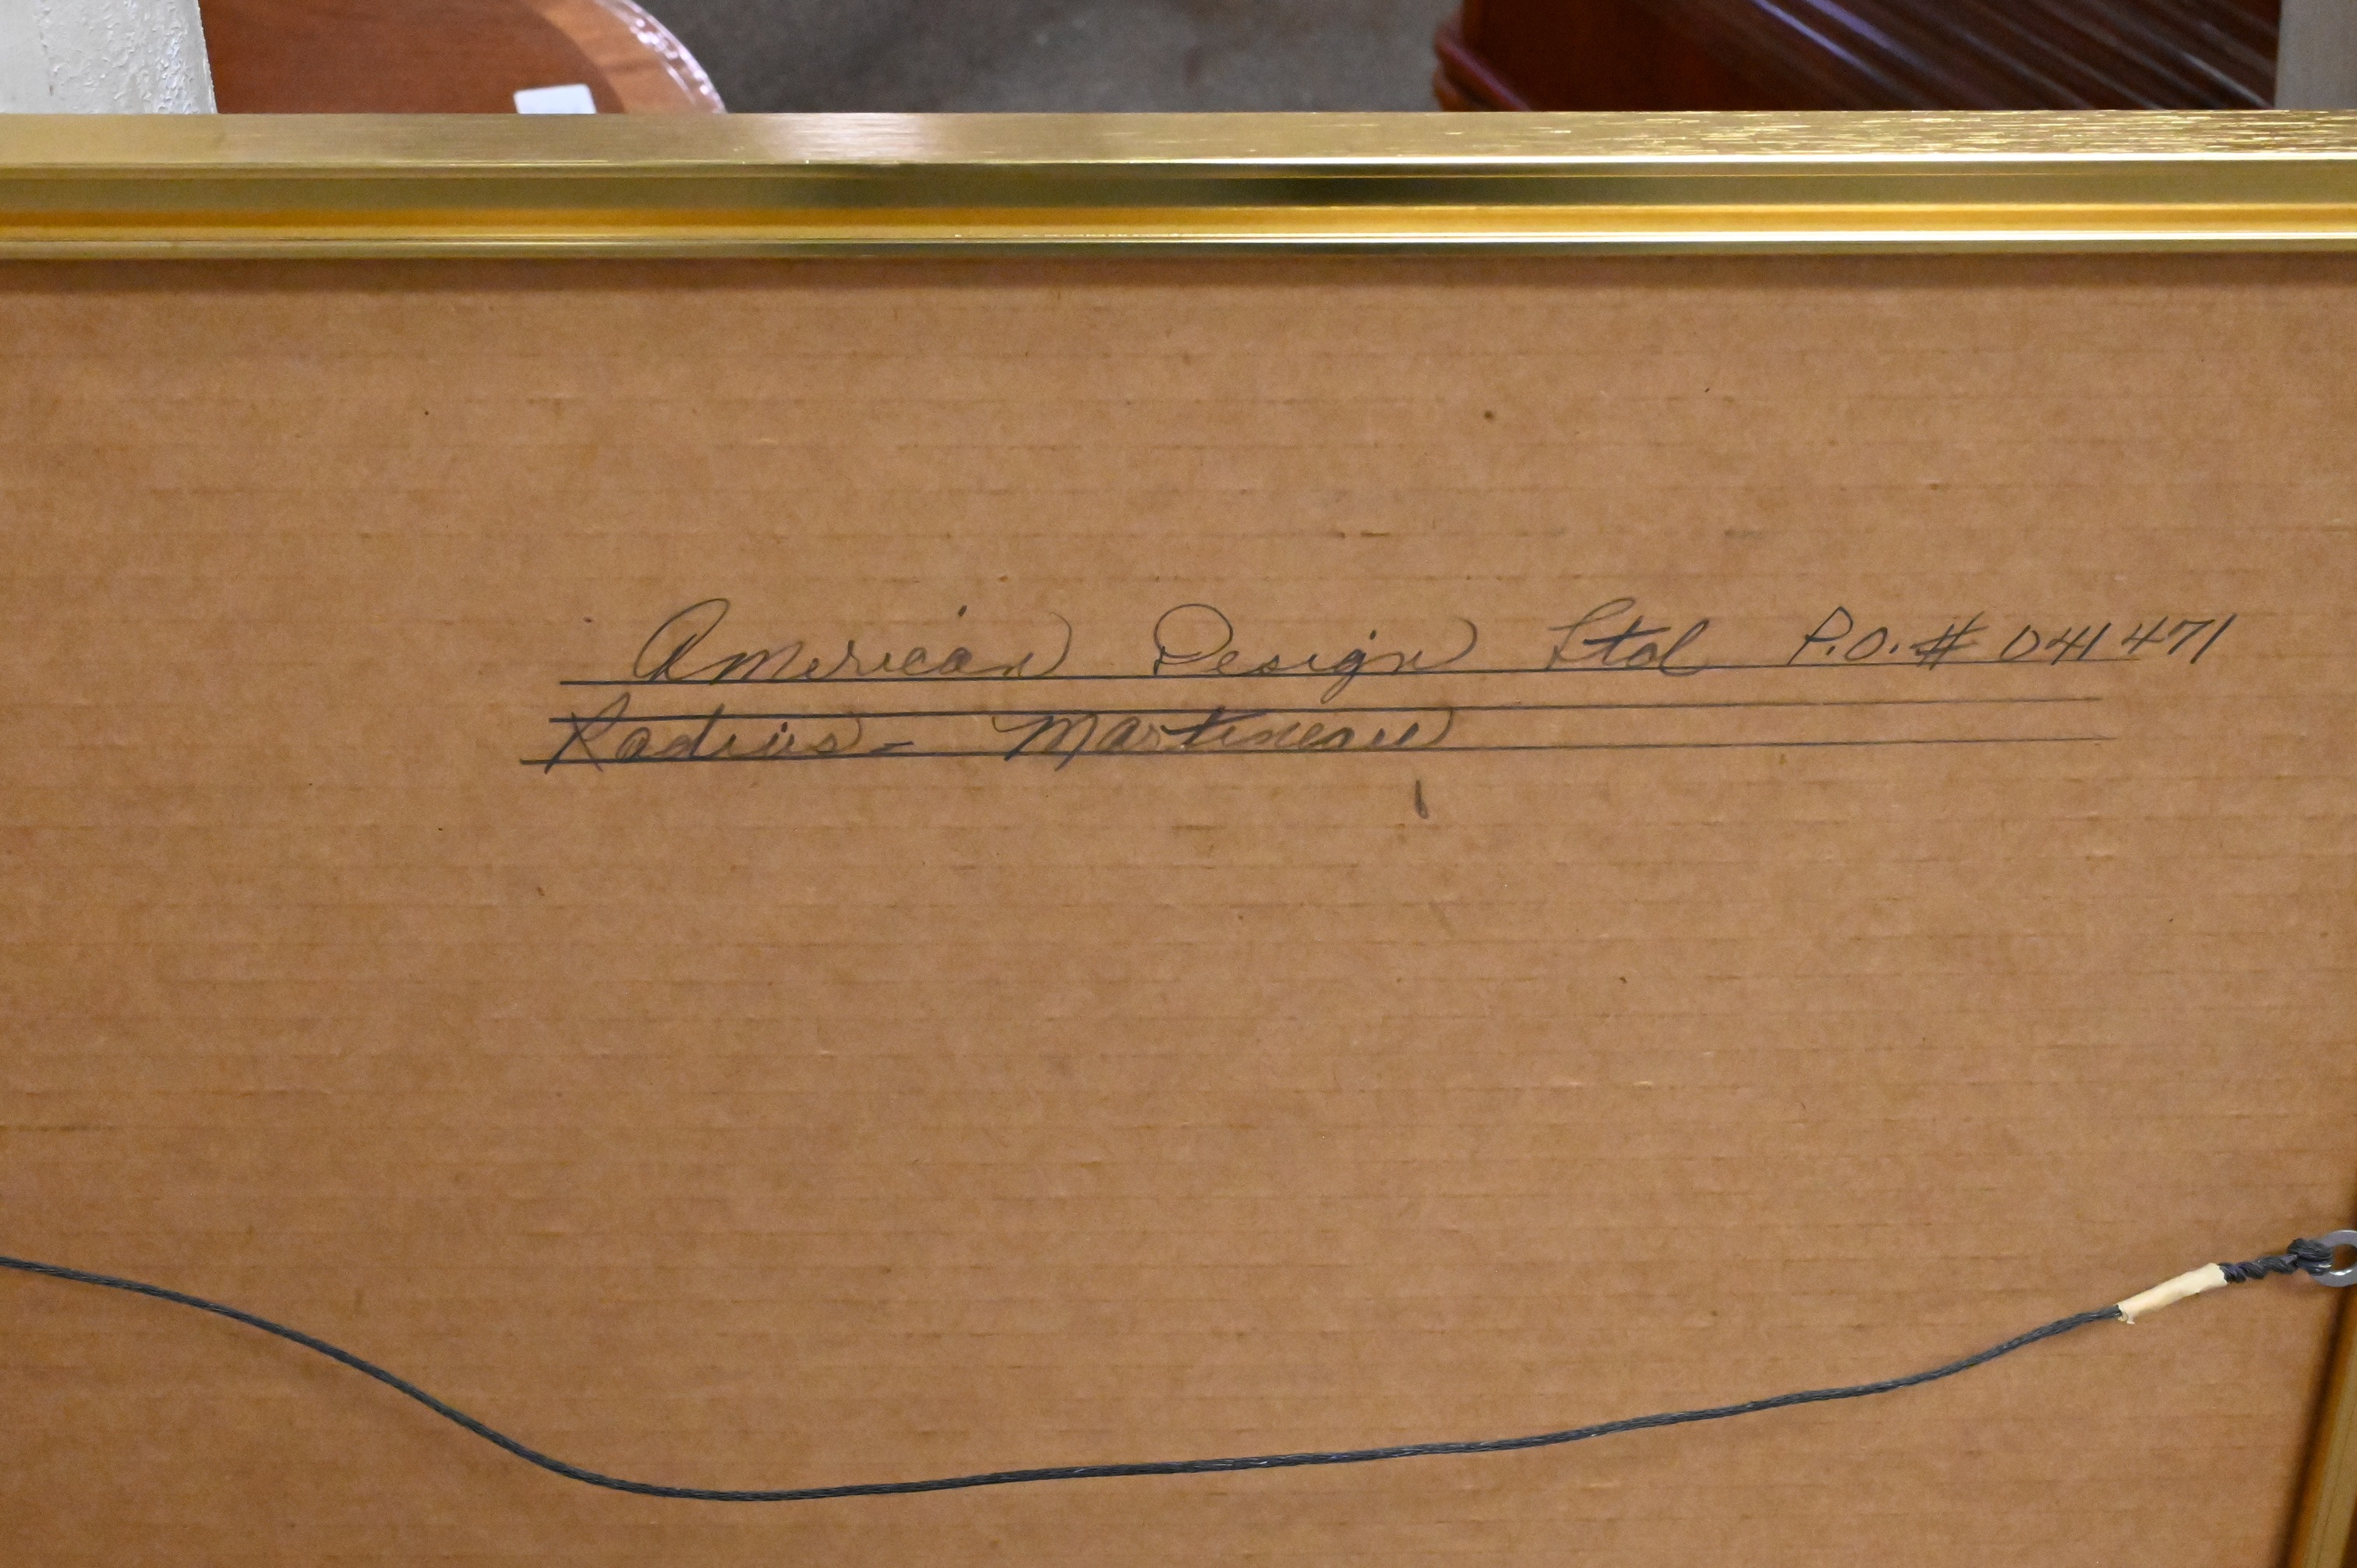 American Design Ltd P.O. # 041471
Radius - Martineau